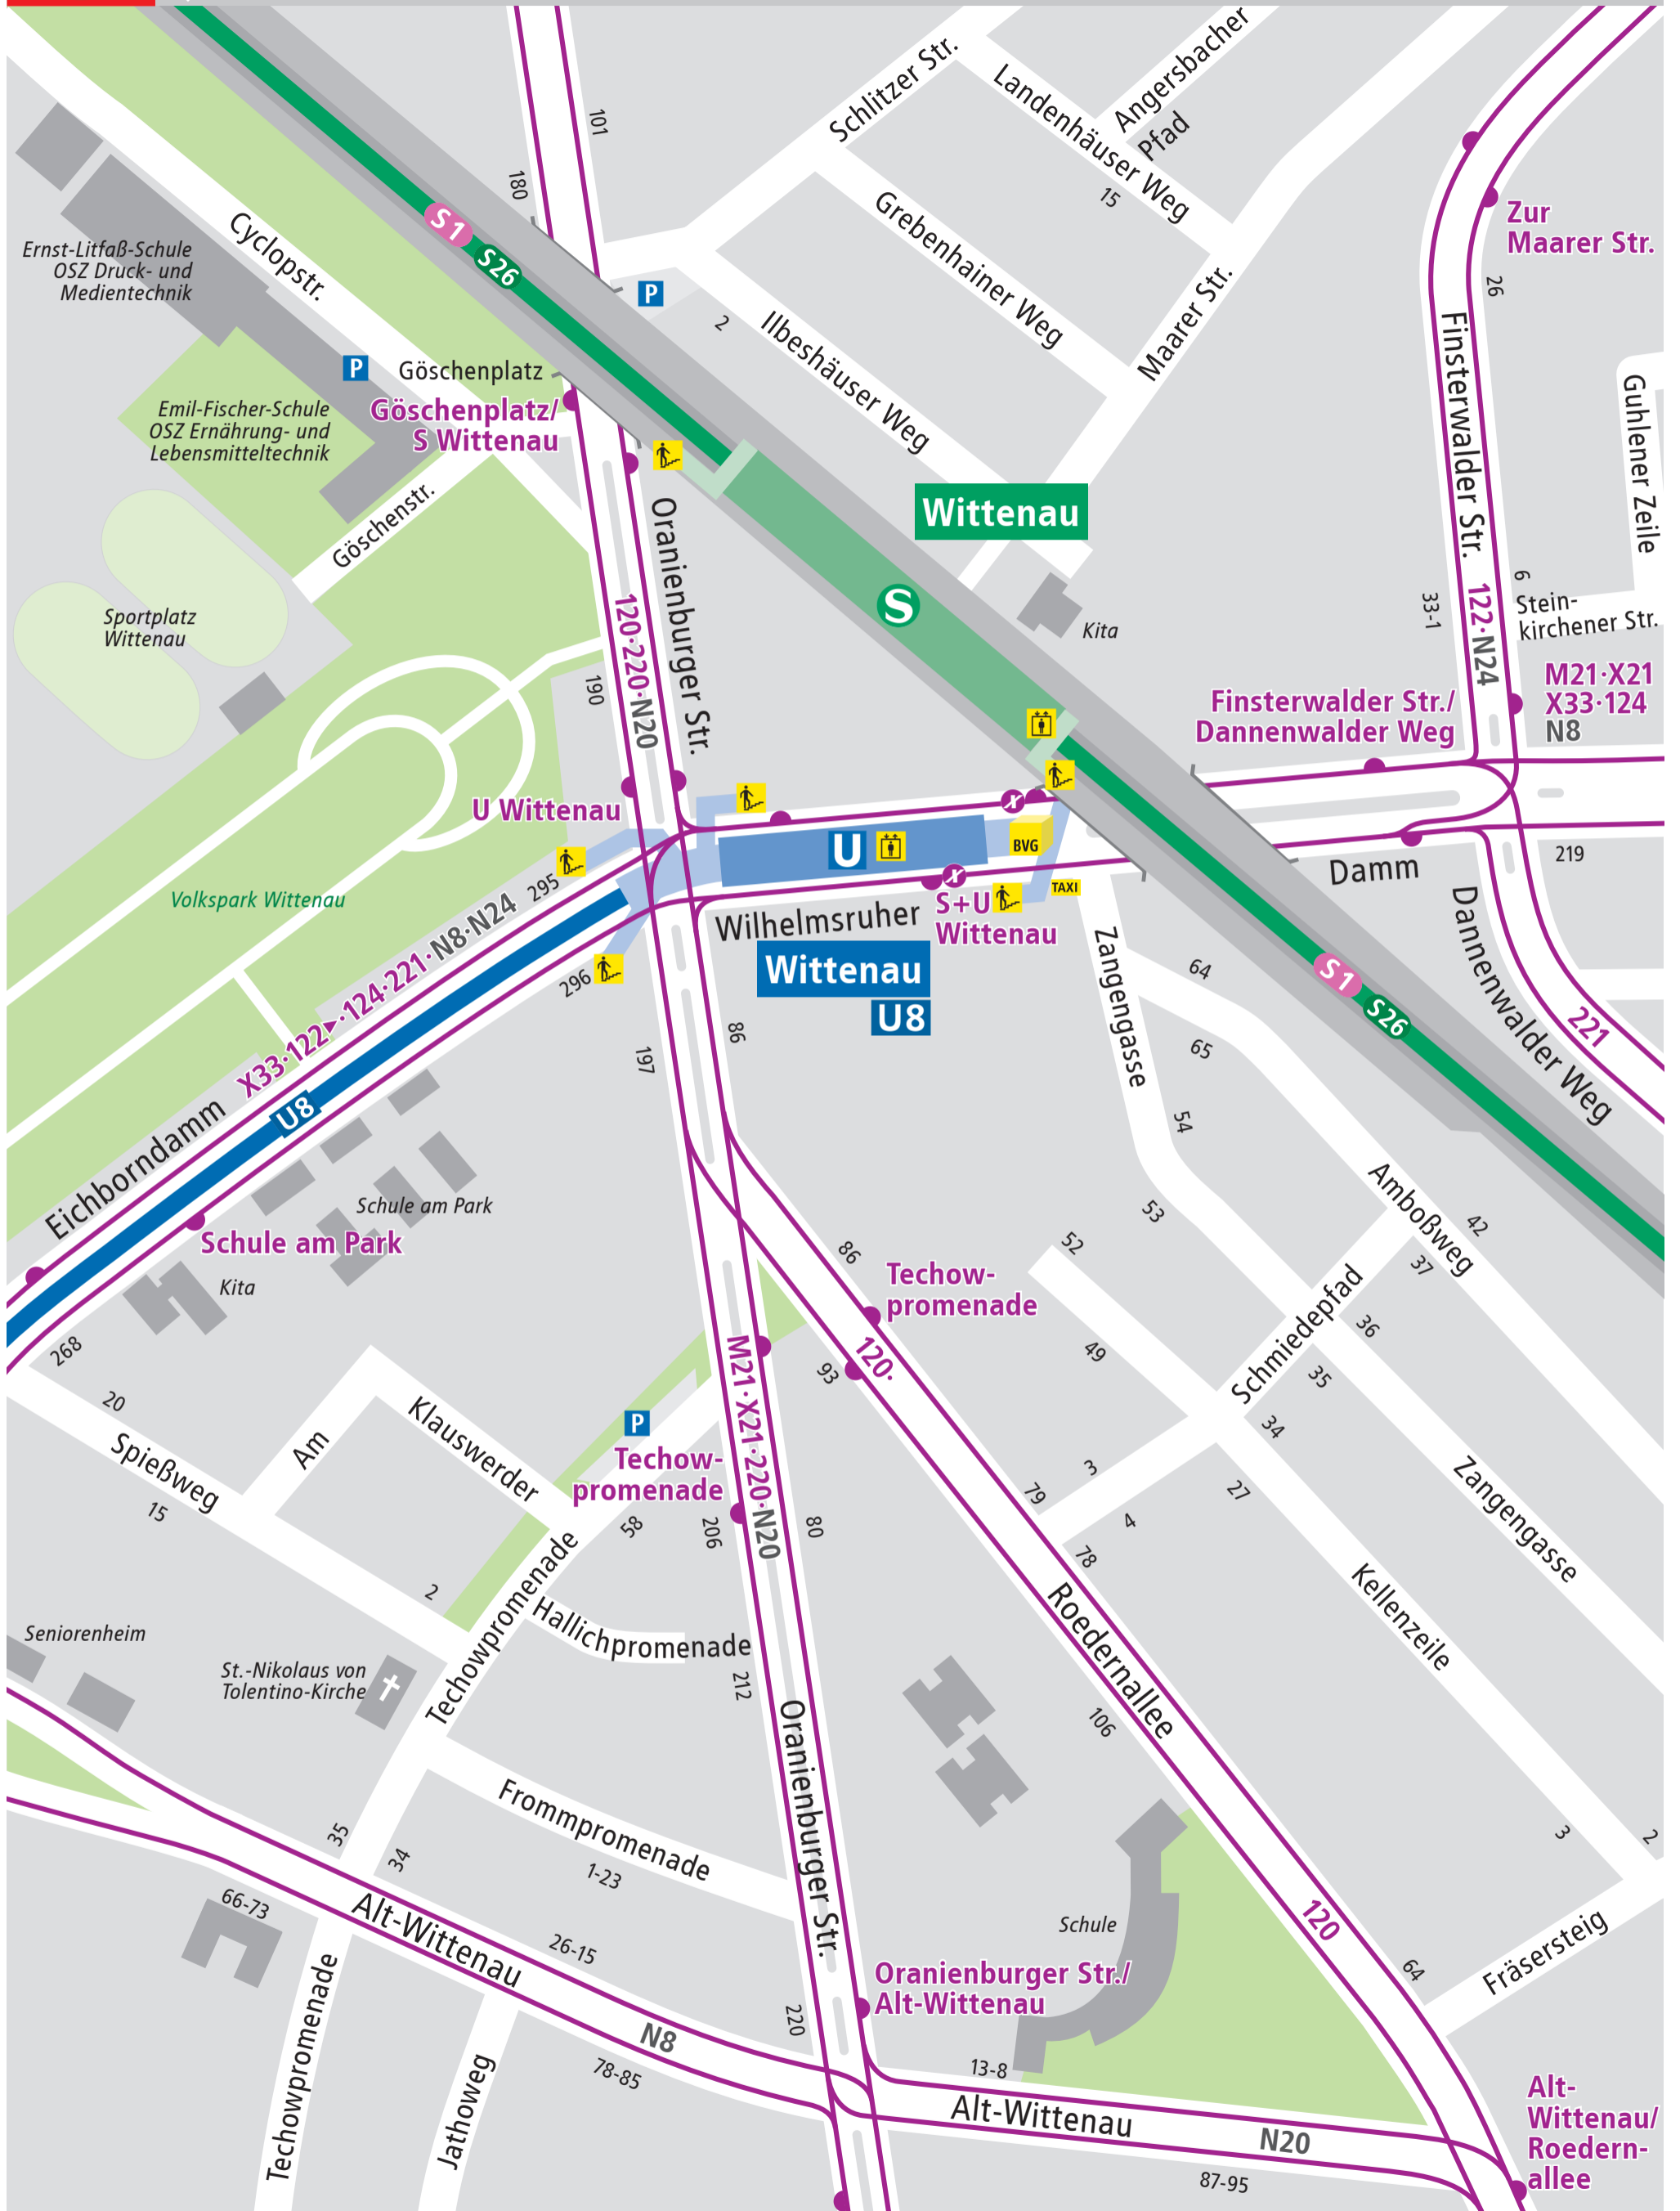 Schlitzer Str.
Landenhäuser Weg
Angersbacher
Pfad
15
101
180
S1
S26
Zur
Maarer Str.
26
Ernst-Litfaß-Schule
OSZ Druck- und
Medientechnik
Cyclopstr.
P
2
Ilbeshäuser Weg
Grebenhainer Weg
Maarer Str.
Finsterwalder Str.
Guhlener Zeile
P
Göschenplatz
Göschenplatz/
S Wittenau
Emil-Fischer-Schule
OSZ Ernährung- und
Lebensmitteltechnik
Göschenstr.
Oranienburger Str.
Wittenau
S
Kita
Sportplatz
Wittenau
120·220·N20
190
33-1
122·N24
6
Stein-
kirchener Str.
M21·X21
X33·124
N8
Finsterwalder Str./
Dannenwalder Weg
U Wittenau
U
BVG
X
X
TAXI
S+U
Wittenau
Wilhelmsruher
Damm
219
Wittenau
U8
Volkspark Wittenau
295
296
X33·122▸·124·221·N8·N24
U8
Eichborndamm
197
86
Zangengasse
64
65
54
S1
S26
Dannenwalder Weg
221
Schule am Park
Schule am Park
Kita
268
53
52
Amboßweg
42
37
86
Techow-
promenade
120·
93
49
Schmiedepfad
36
35
34
27
20
Spießweg
15
Am
Klauswerder
P
Techow-
promenade
M21·X21·220·N20
206
80
58
79
3
4
78
Zangengasse
Kellenzeile
2
Techowpromenade
Hallichpromenade
212
Roedernallee
106
Seniorenheim
St.-Nikolaus von
Tolentino-Kirche
Oranienburger Str.
Frommpromenade
1-23
35
34
3
2
66-73
Alt-Wittenau
26-15
Schule
120
64
Fräsersteig
Oranienburger Str./
Alt-Wittenau
220
N8
78-85
Techowpromenade
Jathoweg
13-8
Alt-Wittenau
N20
87-95
Alt-
Wittenau/
Roedern-
allee